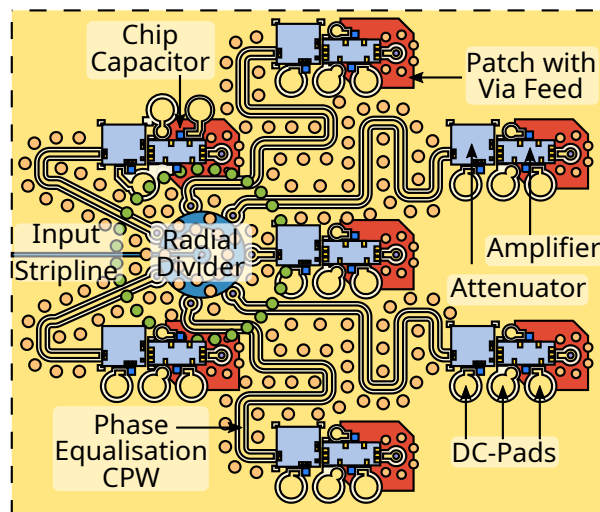 Chip
Capacitor
Patch with
Via Feed
Input
Stripline
Radial
Divider
Amplifier
Attenuator
Phase
Equalisation
CPW
DC-Pads